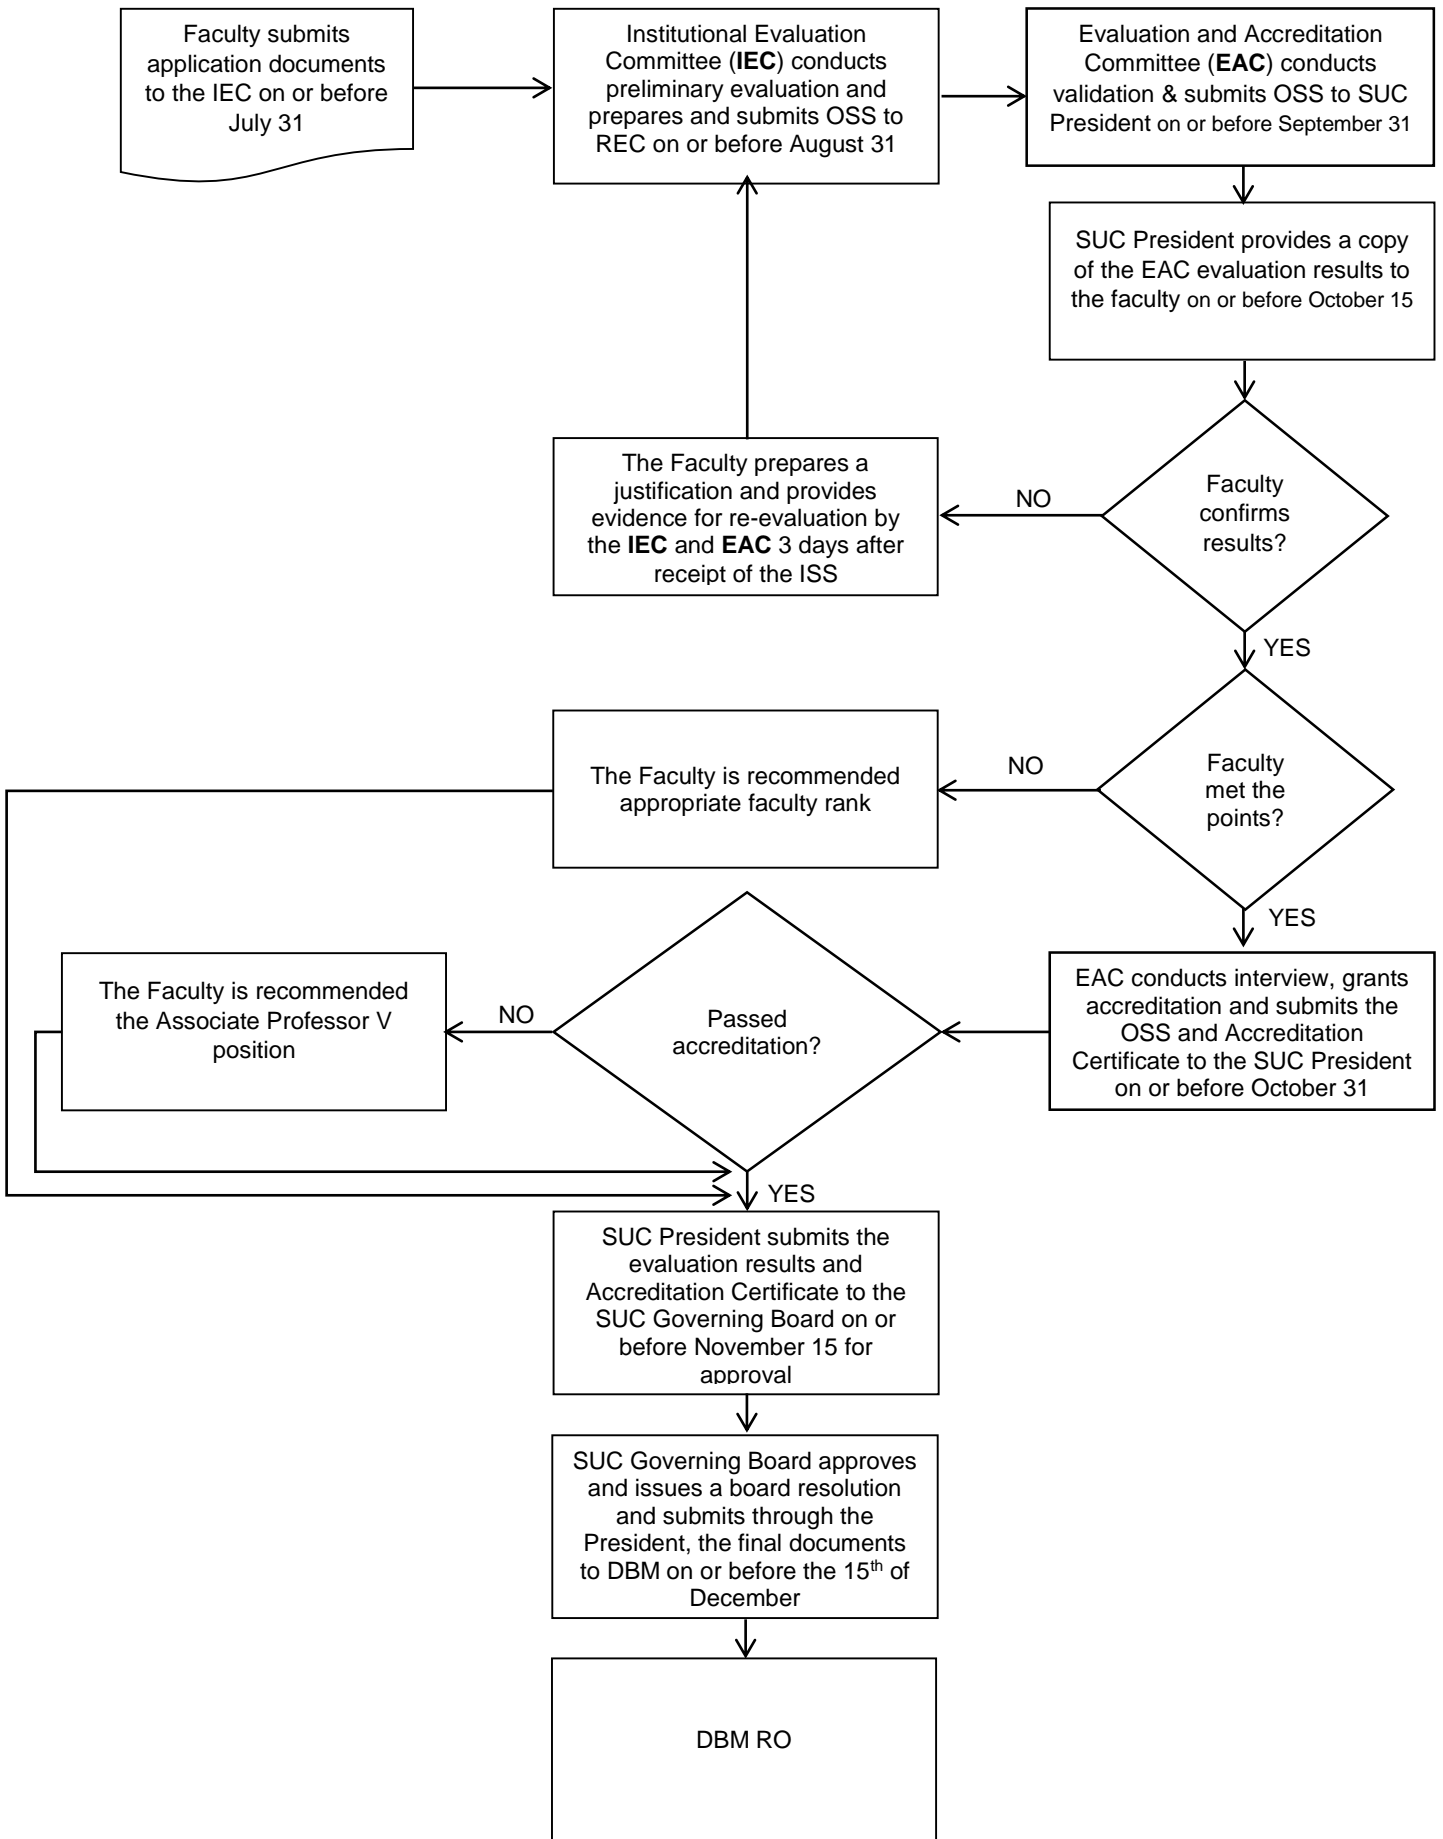 Faculty submits
application documents
to the IEC on or before
July 31
Institutional Evaluation
Committee (IEC) conducts
preliminary evaluation and
prepares and submits OSS to
REC on or before August 31
Evaluation and Accreditation
Committee (EAC) conducts
validation & submits OSS to SUC
President on or before September 31
SUC President provides a copy
of the EAC evaluation results to
the faculty on or before October 15
Faculty
confirms
results?
NO
The Faculty prepares a
justification and provides
evidence for re-evaluation by
the IEC and EAC 3 days after
receipt of the ISS
YES
Faculty
met the
points?
NO
The Faculty is recommended
appropriate faculty rank
YES
EAC conducts interview, grants
accreditation and submits the
OSS and Accreditation
Certificate to the SUC President
on or before October 31
Passed
accreditation?
NO
The Faculty is recommended
the Associate Professor V
position
YES
SUC President submits the
evaluation results and
Accreditation Certificate to the
SUC Governing Board on or
before November 15 for
approval
SUC Governing Board approves
and issues a board resolution
and submits through the
President, the final documents
to DBM on or before the 15th of
December
DBM RO